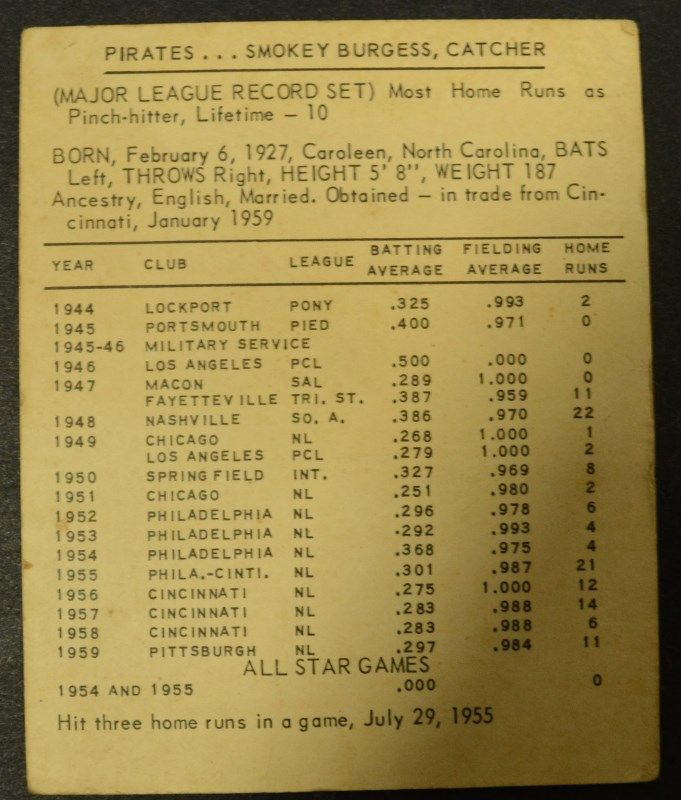 PIRATES . . . SMOKEY BURGESS, CATCHER
(MAJOR LEAGUE RECORD SET) Most Home Runs as
Pinch-hitter, Lifetime – 10
BORN, February 6, 1927, Caroleen, North Carolina, BATS
Left, THROWS Right, HEIGHT 5' 8", WEIGHT 187
Ancestry, English, Married. Obtained – in trade from Cin-
cinnati, January 1959
YEAR CLUB LEAGUE BATTING AVERAGE FIELDING AVERAGE HOME RUNS
1944 LOCKPORT PONY .325 .993 2
1945 PORTSMOUTH PIED .400 .971 0
1945-46 MILITARY SERVICE
1946 LOS ANGELES PCL .500 .000 0
1947 MACON SAL .289 1.000 0
FAYETTEVILLE TRI. ST. .387 .959 11
1948 NASHVILLE SO. A. .386 .970 22
1949 CHICAGO NL .268 1.000 1
LOS ANGELES PCL .279 1.000 2
1950 SPRINGFIELD INT. .327 .969 8
1951 CHICAGO NL .251 .980 2
1952 PHILADELPHIA NL .296 .978 6
1953 PHILADELPHIA NL .292 .993 4
1954 PHILADELPHIA NL .368 .975 4
1955 PHILA.-CINTI. NL .301 .987 21
1956 CINCINNATI NL .275 1.000 12
1957 CINCINNATI NL .283 .988 14
1958 CINCINNATI NL .283 .988 6
1959 PITTSBURGH NL .297 .984 11
ALL STAR GAMES
1954 AND 1955 .000 0
Hit three home runs in a game, July 29, 1955